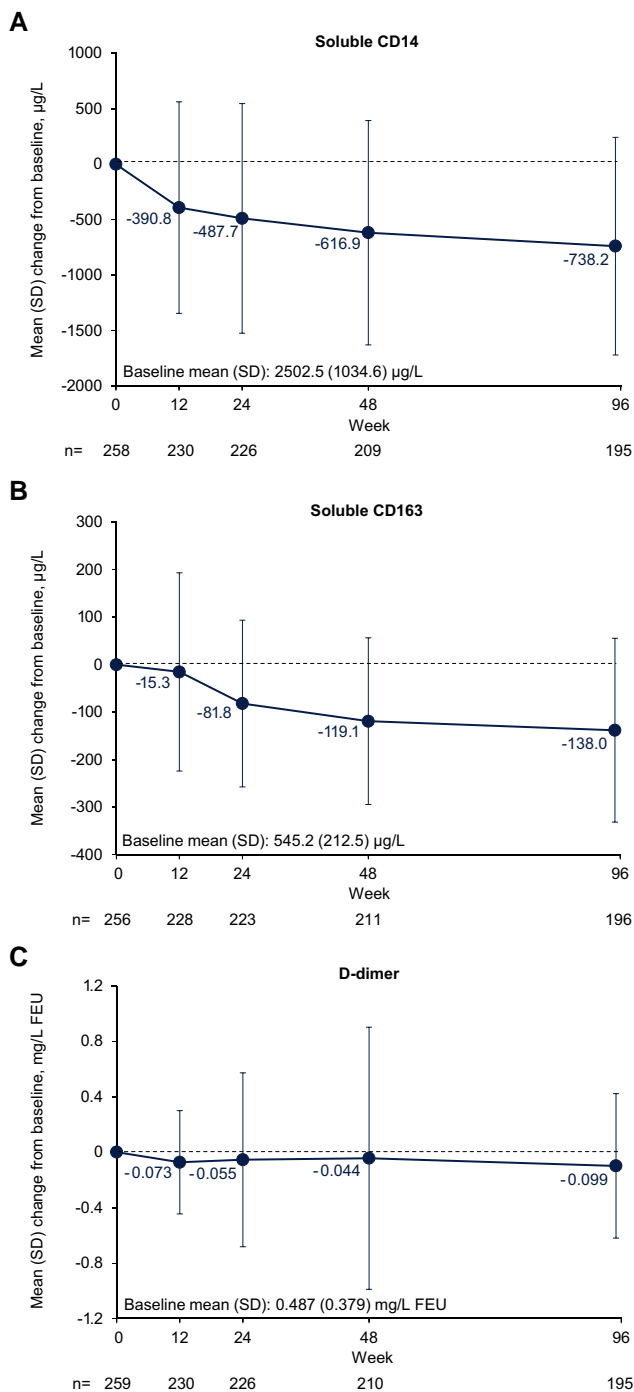 A
Soluble CD14
Mean (SD) change from baseline, µg/L
1000
500
0
-500
-1000
-1500
-2000
-390.8
-487.7
-616.9
-738.2
Baseline mean (SD): 2502.5 (1034.6) µg/L
0 12 24 48 96
Week
n= 258 230 226 209 195
B
Soluble CD163
Mean (SD) change from baseline, µg/L
300
200
100
0
-100
-200
-300
-400
-15.3
-81.8
-119.1
-138.0
Baseline mean (SD): 545.2 (212.5) µg/L
0 12 24 48 96
Week
n= 256 228 223 211 196
C
D-dimer
Mean (SD) change from baseline, mg/L FEU
1.2
0.8
0.4
0
-0.4
-0.8
-1.2
-0.073
-0.055
-0.044
-0.099
Baseline mean (SD): 0.487 (0.379) mg/L FEU
0 12 24 48 96
Week
n= 259 230 226 210 195